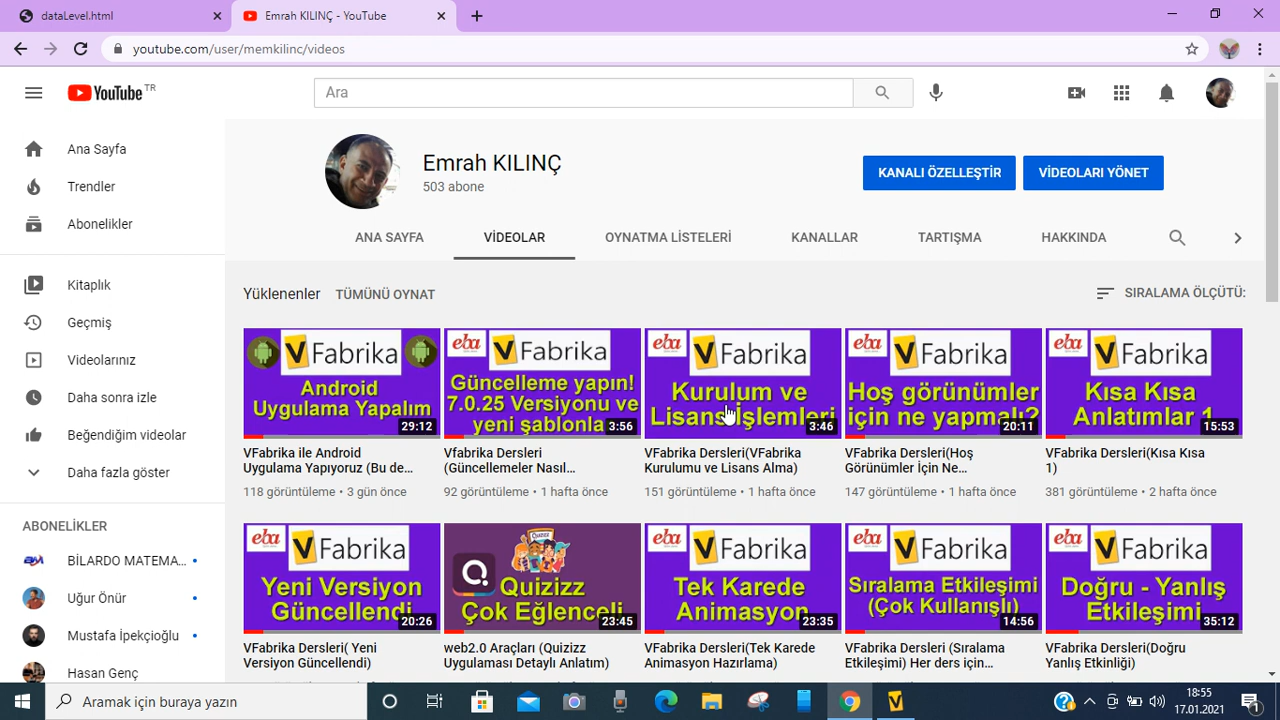 dataLevel.html
Emrah KILINÇ - YouTube
youtube.com/user/memkilinc/videos
YouTube TR
Ara
Ana Sayfa
Trendler
Abonelikler
Kitaplık
Geçmiş
Videolarınız
Daha sonra izle
Beğendiğim videolar
Daha fazla göster
ABONELİKLER
BİLARDO MATEMA...
Uğur Önür
Mustafa İpekçioğlu
Hasan Genç
Emrah KILINÇ
503 abone
KANALI ÖZELLEŞTİR
VİDEOLARI YÖNET
ANA SAYFA
VİDEOLAR
OYNATMA LİSTELERİ
KANALLAR
TARTIŞMA
HAKKINDA
Yüklenenler
TÜMÜNÜ OYNAT
SIRALAMA ÖLÇÜTÜ:
VFabrika
Android
Uygulama Yapalım
29:12
VFabrika ile Android
Uygulama Yapıyoruz (Bu de...
118 görüntüleme • 3 gün önce
eba
VFabrika
Güncelleme yapın!
7.0.25 Versiyonu ve
yeni şablonla
3:56
Vfabrika Dersleri
(Güncellemeler Nasıl...
92 görüntüleme • 1 hafta önce
eba
VFabrika
Kurulum ve
Lisans İşlemleri
3:46
VFabrika Dersleri(VFabrika
Kurulumu ve Lisans Alma)
151 görüntüleme • 1 hafta önce
eba
VFabrika
Hoş görünümler
için ne yapmalı?
20:11
VFabrika Dersleri(Hoş
Görünümler İçin Ne...
147 görüntüleme • 1 hafta önce
eba
VFabrika
Kısa Kısa
Anlatımlar 1
15:53
VFabrika Dersleri(Kısa Kısa
1)
381 görüntüleme • 2 hafta önce
eba
VFabrika
Yeni Versiyon
Güncellendi
20:26
VFabrika Dersleri( Yeni
Versiyon Güncellendi)
Quizizz
Quizizz
Çok Eğlenceli
23:45
web2.0 Araçları (Quizizz
Uygulaması Detaylı Anlatım)
eba
VFabrika
Tek Karede
Animasyon
23:35
VFabrika Dersleri(Tek Karede
Animasyon Hazırlama)
eba
VFabrika
Sıralama Etkileşimi
(Çok Kullanışlı)
14:56
VFabrika Dersleri (Sıralama
Etkileşimi) Her ders için...
eba
VFabrika
Doğru - Yanlış
Etkileşimi
35:12
VFabrika Dersleri(Doğru
Yanlış Etkinliği)
Aramak için buraya yazın
18:55
17.01.2021
1